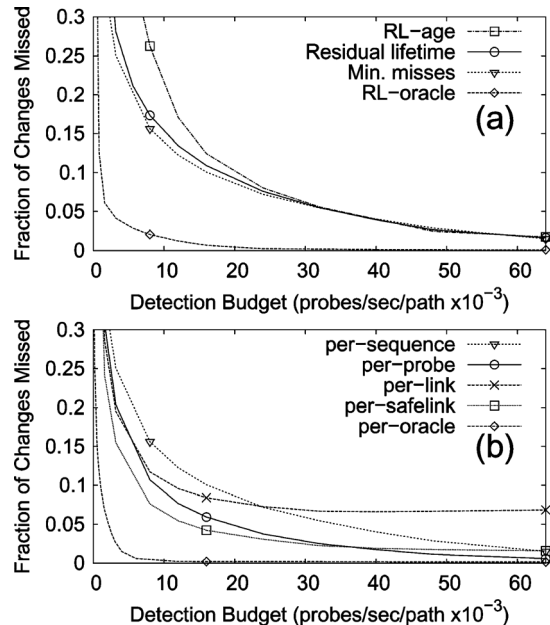 0.3
0.25
0.2
0.15
0.1
0.05
0
Fraction of Changes Missed
RL-age
Residual lifetime
Min. misses
RL-oracle
(a)
0 10 20 30 40 50 60
Detection Budget (probes/sec/path x10⁻³)
0.3
0.25
0.2
0.15
0.1
0.05
0
Fraction of Changes Missed
per-sequence
per-probe
per-link
per-safelink
per-oracle
(b)
0 10 20 30 40 50 60
Detection Budget (probes/sec/path x10⁻³)